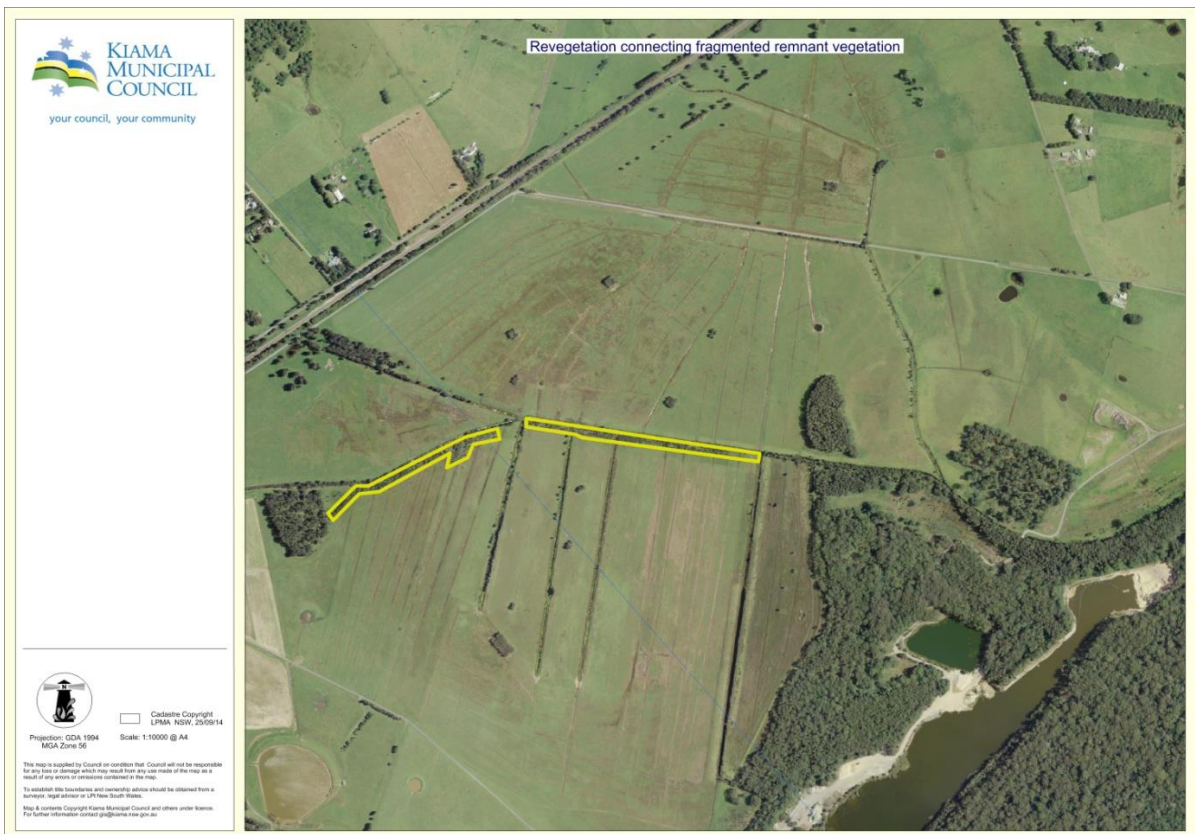 KIAMA
MUNICIPAL
COUNCIL
your council, your community
Revegetation connecting fragmented remnant vegetation
N
Cadastre Copyright
LPMA NSW, 25/09/14
Projection: GDA 1994
MGA Zone 56
Scale: 1:10000 @ A4
This map is supplied by Council on condition that Council will not be responsible
for any loss or damage which may result from any use made of the map as a
result of any errors or omissions contained in the map.
To establish title boundaries and ownership advice should be obtained from a
surveyor, legal advisor or LPI New South Wales.
Map & contents Copyright Kiama Municipal Council and others under licence.
For further information contact gis@kiama.nsw.gov.au